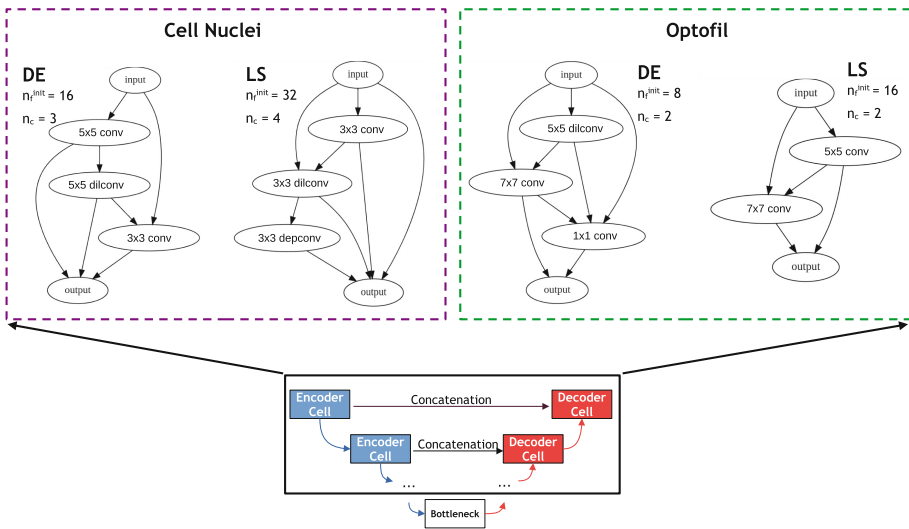 Cell Nuclei
DE
n_f^init = 16
n_c = 3
input
5x5 conv
5x5 dilconv
3x3 conv
output
LS
n_f^init = 32
n_c = 4
input
3x3 conv
3x3 dilconv
3x3 depconv
output
Optofil
DE
n_f^init = 8
n_c = 2
input
5x5 dilconv
7x7 conv
1x1 conv
output
LS
n_f^init = 16
n_c = 2
input
5x5 conv
7x7 conv
output
Encoder
Cell
Concatenation
Decoder
Cell
Encoder
Cell
Concatenation
Decoder
Cell
...
...
Bottleneck